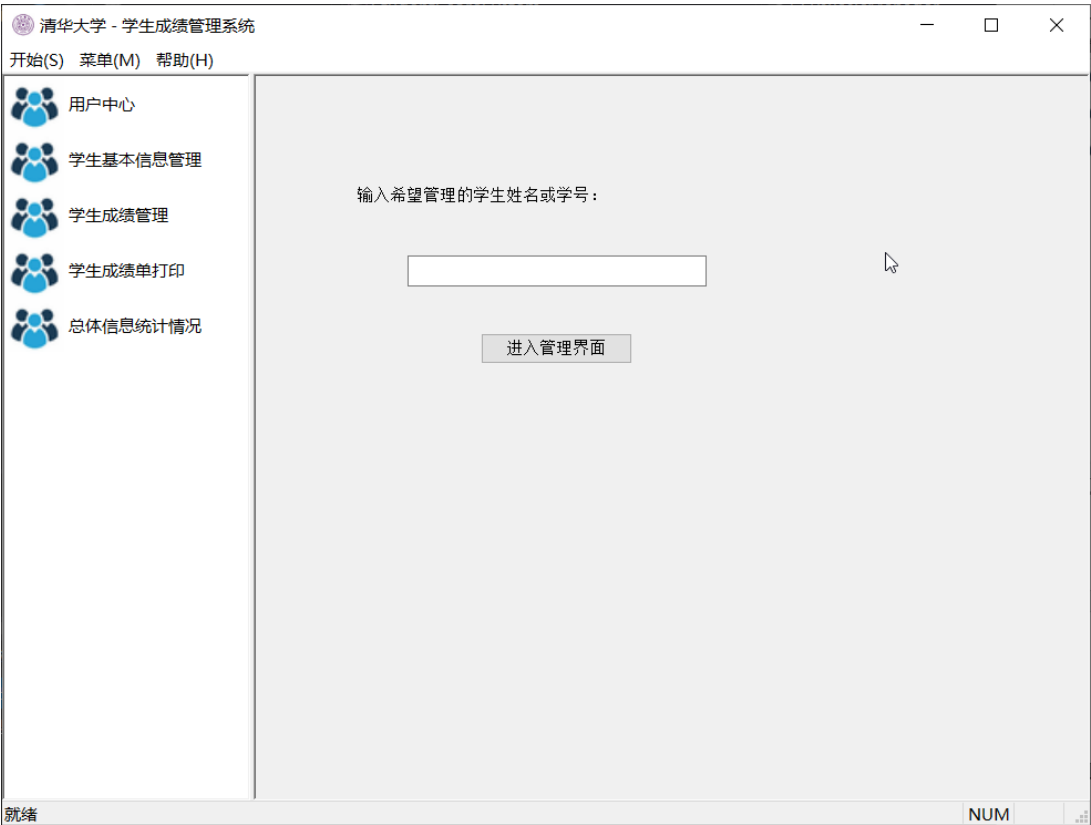 清华大学 - 学生成绩管理系统
开始(S) 菜单(M) 帮助(H)
用户中心
学生基本信息管理
学生成绩管理
学生成绩单打印
总体信息统计情况
输入希望管理的学生姓名或学号：
进入管理界面
就绪
NUM